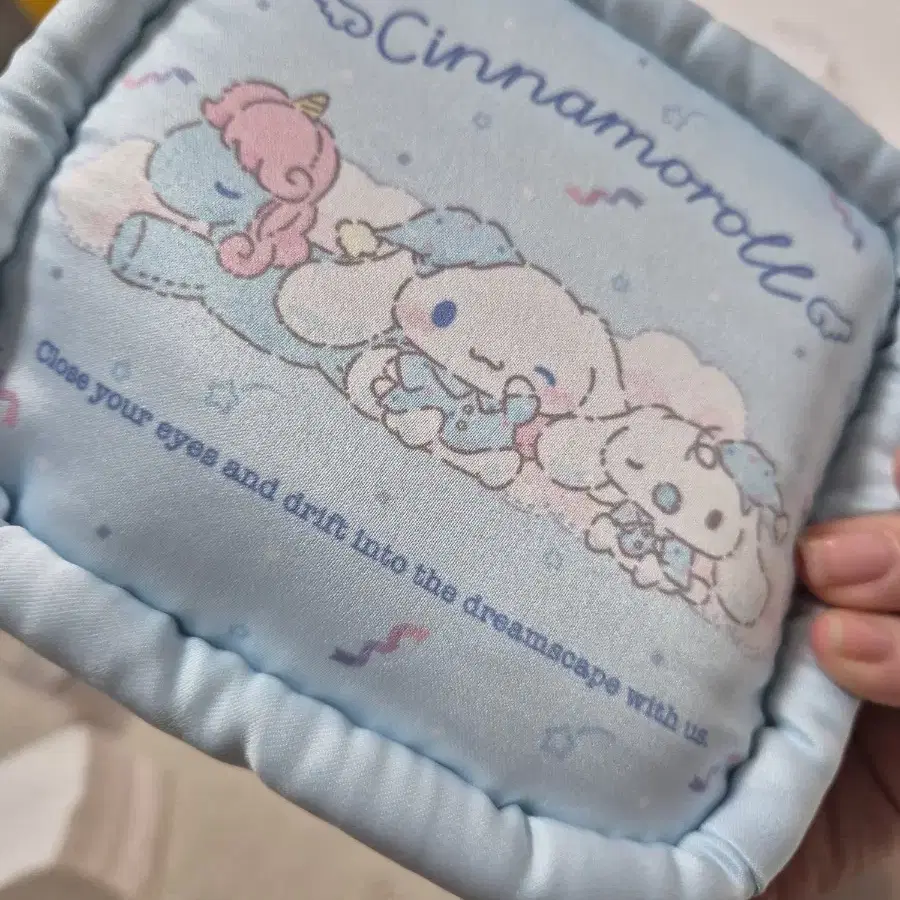 Cinnamoroll
Close your eyes and drift into the dreamscape with us.